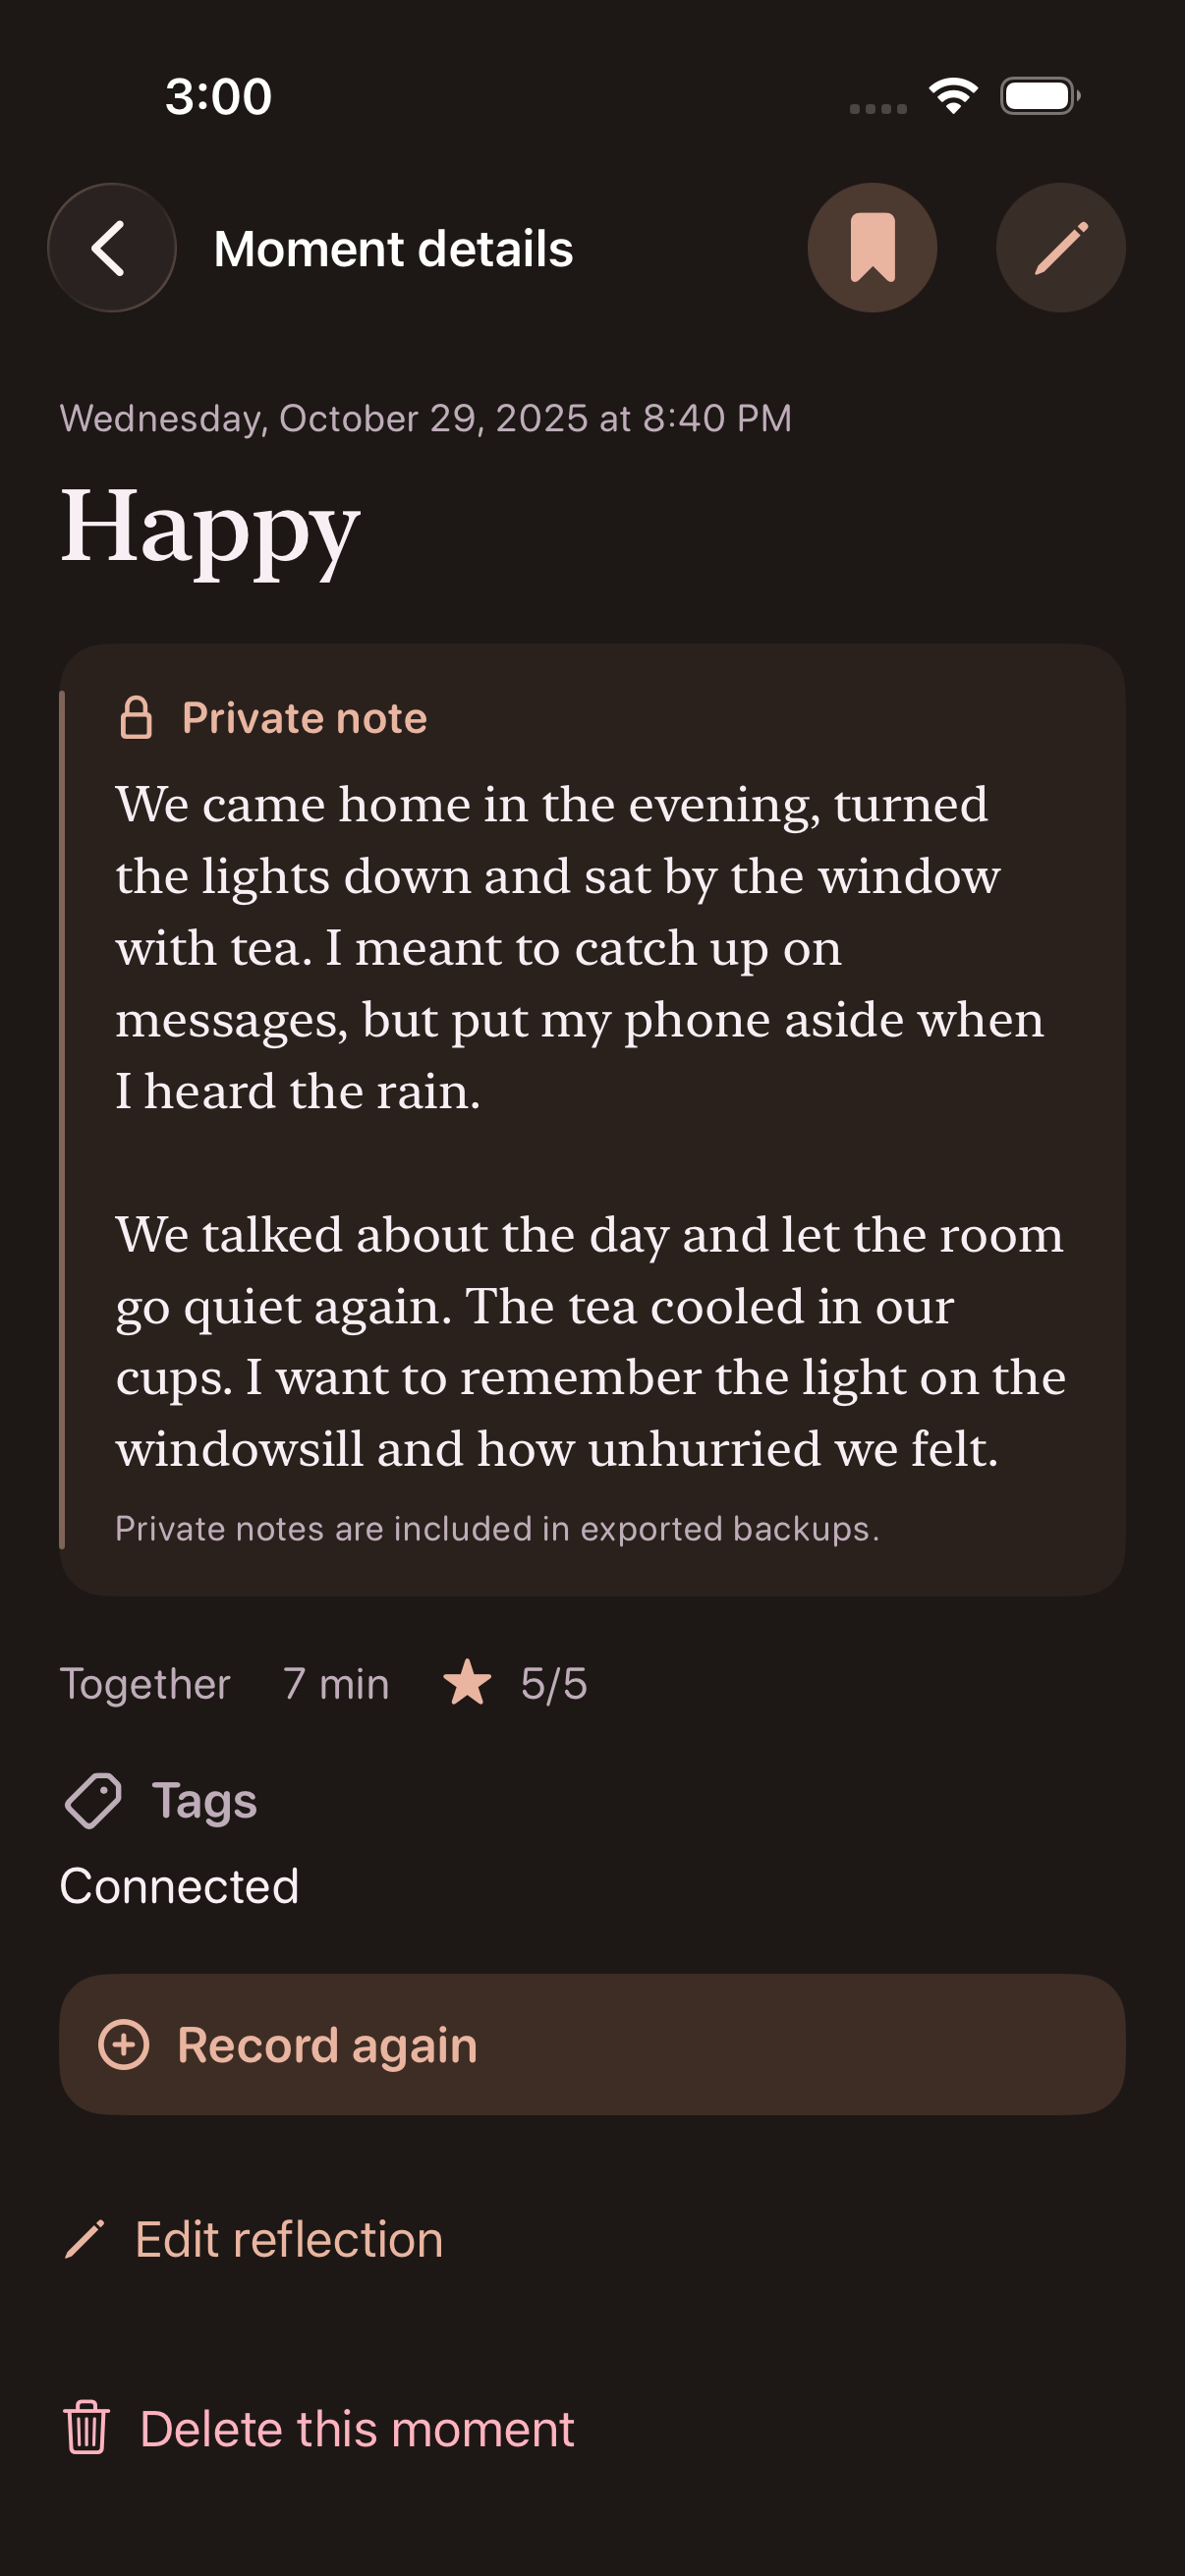 3:00
Moment details
Wednesday, October 29, 2025 at 8:40 PM
Happy
Private note
We came home in the evening, turned
the lights down and sat by the window
with tea. I meant to catch up on
messages, but put my phone aside when
I heard the rain.
We talked about the day and let the room
go quiet again. The tea cooled in our
cups. I want to remember the light on the
windowsill and how unhurried we felt.
Private notes are included in exported backups.
Together 7 min 5/5
Tags
Connected
Record again
Edit reflection
Delete this moment